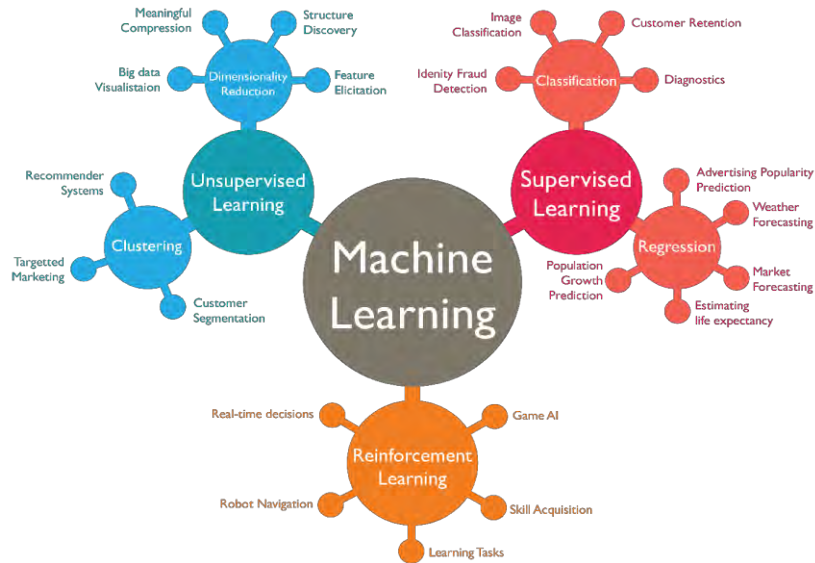 Meaningful
Compression
Structure
Discovery
Big data
Visualistaion
Dimensionality
Reduction
Feature
Elicitation
Image
Classification
Customer Retention
Idenity Fraud
Detection
Classification
Diagnostics
Recommender
Systems
Unsupervised
Learning
Clustering
Targetted
Marketing
Customer
Segmentation
Machine
Learning
Supervised
Learning
Advertising Popularity
Prediction
Weather
Forecasting
Regression
Population
Growth
Prediction
Market
Forecasting
Estimating
life expectancy
Real-time decisions
Game AI
Reinforcement
Learning
Robot Navigation
Skill Acquisition
Learning Tasks